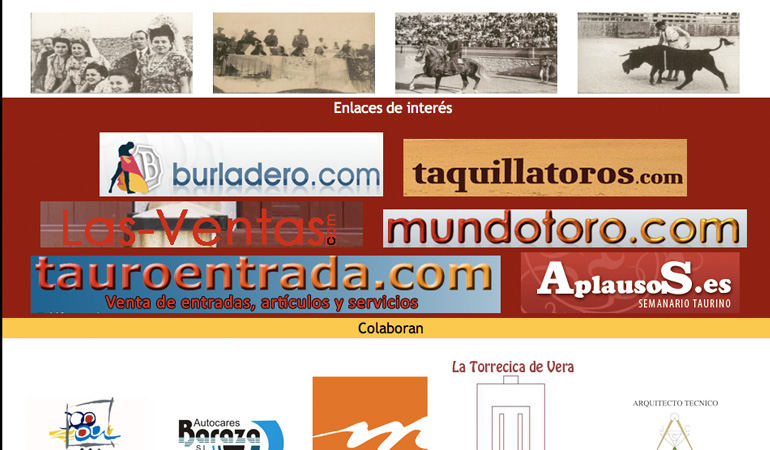 Enlaces de interés
B
burladero.com
taquillatoros.com
Las-Ventas.com
mundotoro.com
tauroentrada.com
Venta de entradas, artículos y servicios
AplausoS.es
SEMANARIO TAURINO
Colaboran
La Torrecica de Vera
ARQUITECTO TECNICO
Autocares
Baraza
S.L.